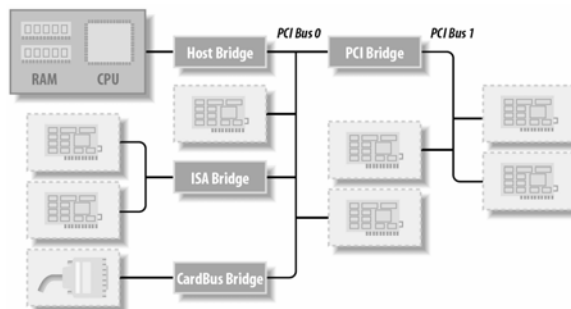 PCI Bus 0
PCI Bus 1
Host Bridge
PCI Bridge
RAM
CPU
ISA Bridge
CardBus Bridge